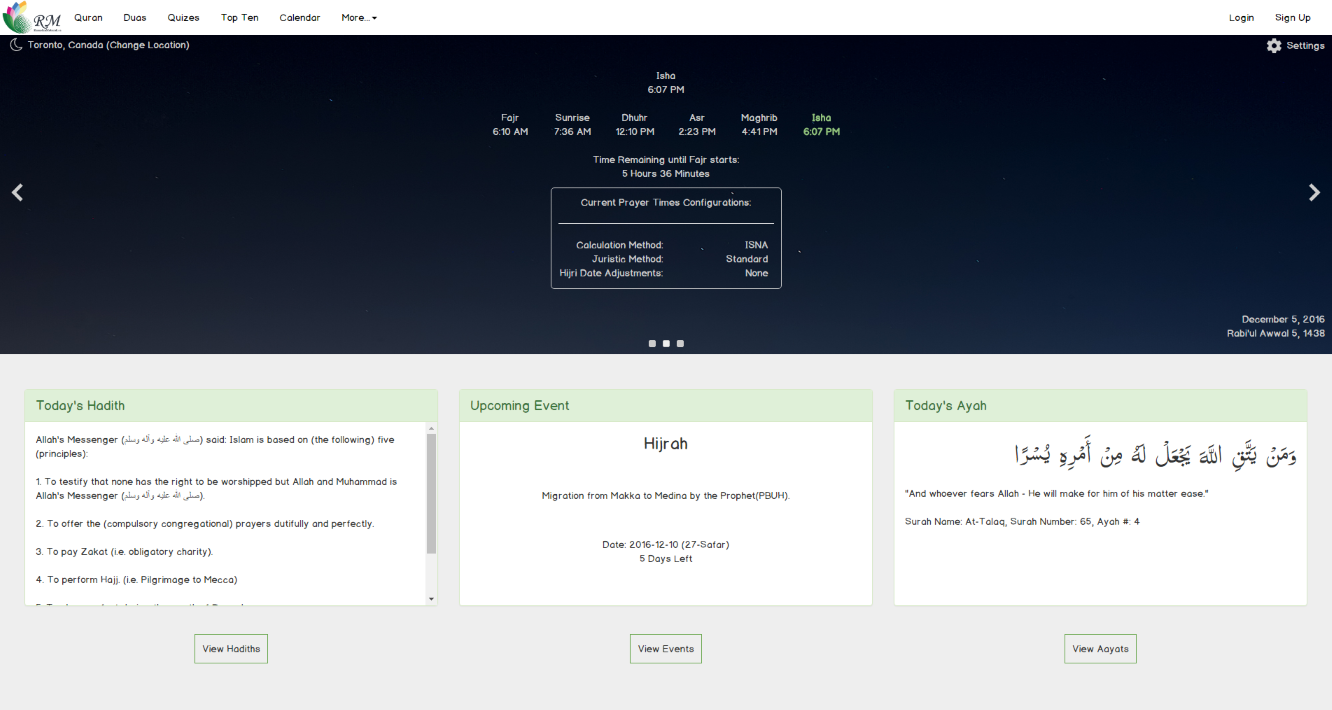 RM
Quran Duas Quizes Top Ten Calendar More...
Login Sign Up
Toronto, Canada (Change Location)
Settings
Isha
6:07 PM
Fajr Sunrise Dhuhr Asr Maghrib Isha
6:10 AM 7:36 AM 12:10 PM 2:23 PM 4:41 PM 6:07 PM
Time Remaining until Fajr starts:
5 Hours 36 Minutes
Current Prayer Times Configurations:
Calculation Method: ISNA
Juristic Method: Standard
Hijri Date Adjustments: None
December 5, 2016
Rabi'ul Awwal 5, 1438
Today's Hadith
Allah's Messenger (صلى الله عليه وآله وسلم) said: Islam is based on (the following) five
(principles):
1. To testify that none has the right to be worshipped but Allah and Muhammad is
Allah's Messenger (صلى الله عليه وآله وسلم).
2. To offer the (compulsory congregational) prayers dutifully and perfectly.
3. To pay Zakat (i.e. obligatory charity).
4. To perform Hajj. (i.e. Pilgrimage to Mecca)
View Hadiths
Upcoming Event
Hijrah
Migration from Makka to Medina by the Prophet(PBUH).
Date: 2016-12-10 (27-Safar)
5 Days Left
View Events
Today's Ayah
وَمَنْ يَتَّقِ اللَّهَ يَجْعَلْ لَهُ مِنْ أَمْرِهِ يُسْرًا
"And whoever fears Allah - He will make for him of his matter ease."
Surah Name: At-Talaq, Surah Number: 65, Ayah #: 4
View Aayats